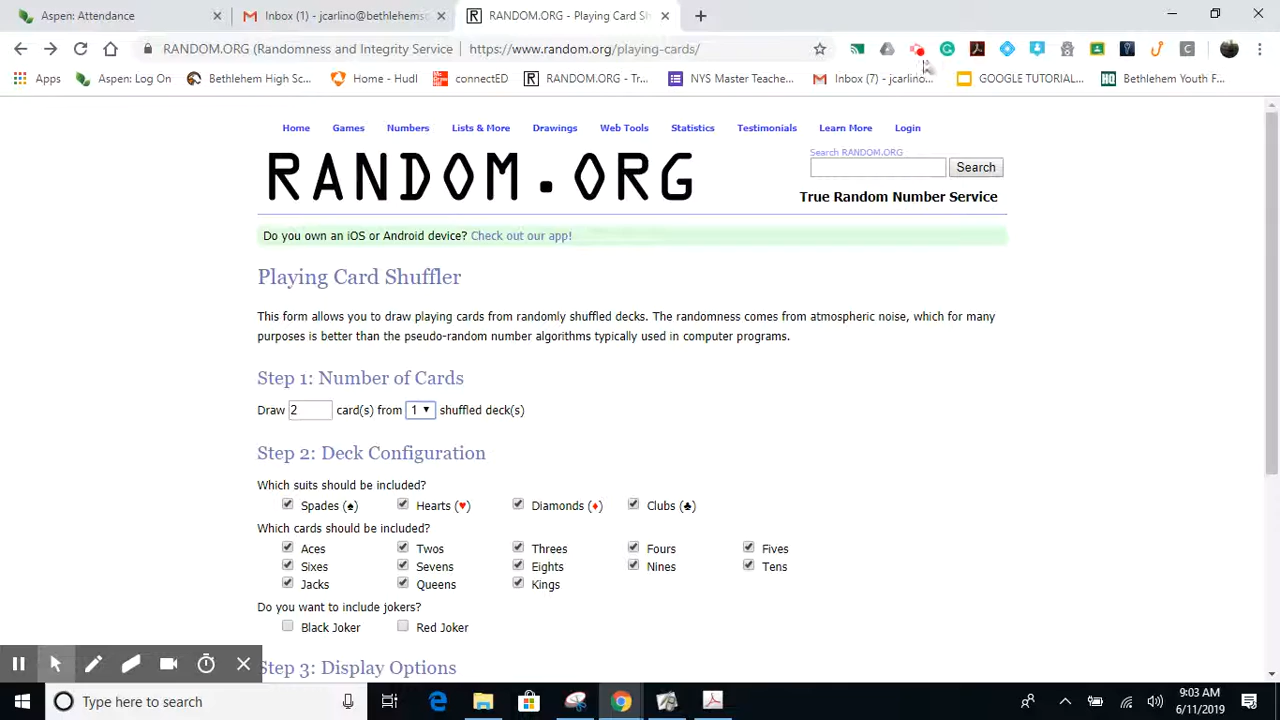 Aspen: Attendance
Inbox (1) - jcarlino@bethlehemsc
RANDOM.ORG - Playing Card Sh
RANDOM.ORG (Randomness and Integrity Service
https://www.random.org/playing-cards/
Apps
Aspen: Log On
Bethlehem High Sc...
Home - Hudl
connectED
RANDOM.ORG - Tr...
NYS Master Teache...
Inbox (7) - jcarlino...
GOOGLE TUTORIAL...
HQ
Bethlehem Youth F...
Home Games Numbers Lists & More Drawings Web Tools Statistics Testimonials Learn More Login
RANDOM.ORG
Search RANDOM.ORG
Search
True Random Number Service
Do you own an iOS or Android device? Check out our app!
Playing Card Shuffler
This form allows you to draw playing cards from randomly shuffled decks. The randomness comes from atmospheric noise, which for many
purposes is better than the pseudo-random number algorithms typically used in computer programs.
Step 1: Number of Cards
Draw 2 card(s) from 1 shuffled deck(s)
Step 2: Deck Configuration
Which suits should be included?
Spades (♠) Hearts (♥) Diamonds (♦) Clubs (♣)
Which cards should be included?
Aces Twos Threes Fours Fives
Sixes Sevens Eights Nines Tens
Jacks Queens Kings
Do you want to include jokers?
Black Joker Red Joker
Step 3: Display Options
Type here to search
9:03 AM
6/11/2019